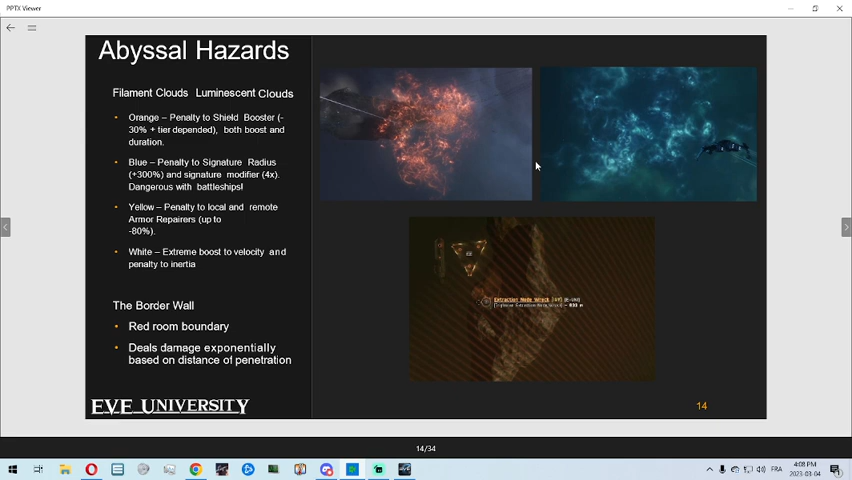 PPTX Viewer
Abyssal Hazards
Filament Clouds Luminescent Clouds
• Orange – Penalty to Shield Booster (-
30% + tier depended), both boost and
duration.
• Blue – Penalty to Signature Radius
(+300%) and signature modifier (4x).
Dangerous with battleships!
• Yellow – Penalty to local and remote
Armor Repairers (up to
-80%).
• White – Extreme boost to velocity and
penalty to inertia
The Border Wall
• Red room boundary
• Deals damage exponentially
based on distance of penetration
Extraction Node Wreck
EVE UNIVERSITY
14
14/34
FRA
4:08 PM
2023-03-04